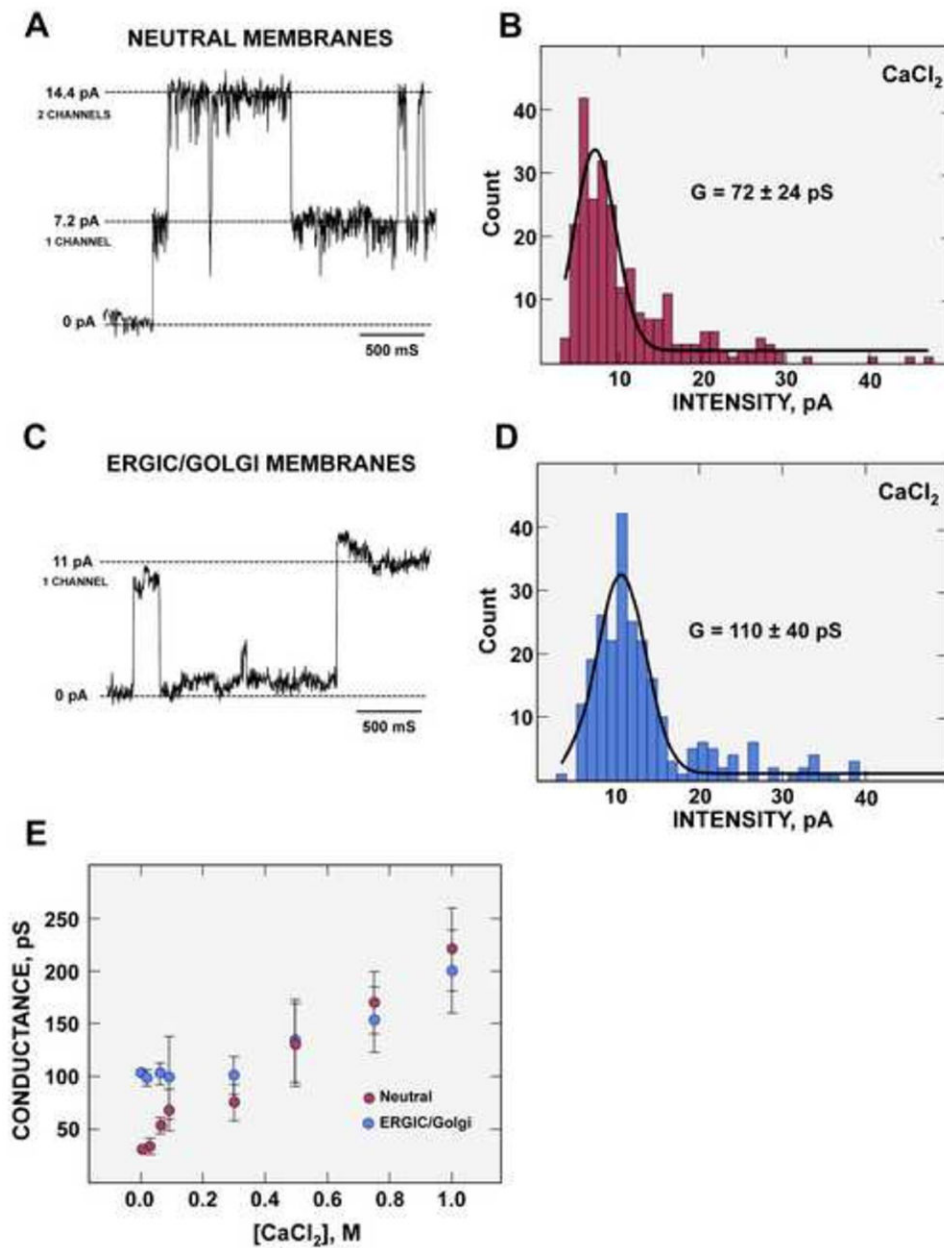 A
NEUTRAL MEMBRANES
14.4 pA
2 CHANNELS
7.2 pA
1 CHANNEL
0 pA
500 mS
B
CaCl2
G = 72 ± 24 pS
Count
40
30
20
10
10 20 30 40
INTENSITY, pA
C
ERGIC/GOLGI MEMBRANES
11 pA
1 CHANNEL
0 pA
500 mS
D
CaCl2
G = 110 ± 40 pS
Count
40
30
20
10
10 20 30 40
INTENSITY, pA
E
CONDUCTANCE, pS
250
200
150
100
50
Neutral
ERGIC/Golgi
0.0 0.2 0.4 0.6 0.8 1.0
[CaCl2], M